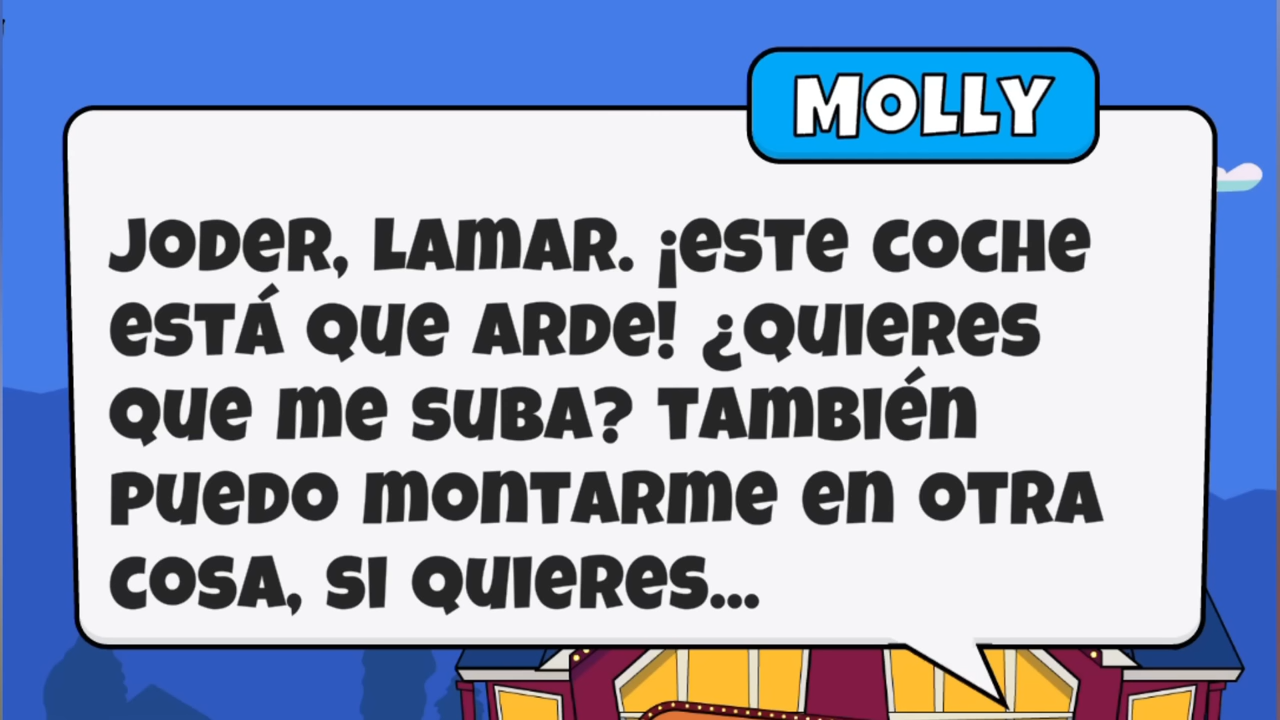 MOLLY
JODER, LAMAR. ¡ESTE COCHE
ESTÁ QUE ARDE! ¿QUIERES
QUE ME SUBA? TAMBIÉN
PUEDO MONTARME EN OTRA
COSA, SI QUIERES...